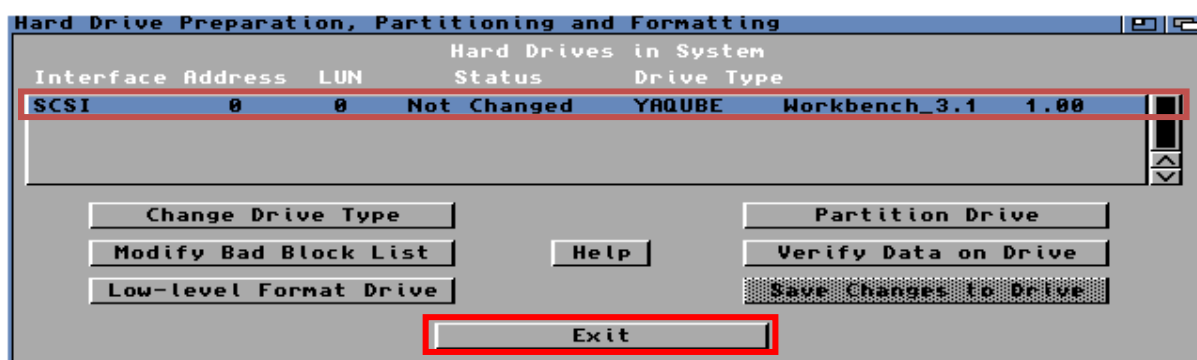 Hard Drive Preparation, Partitioning and Formatting
Hard Drives in System
Interface Address LUN Status Drive Type
SCSI 0 0 Not Changed YAQUBE Workbench_3.1 1.00
Change Drive Type Partition Drive
Modify Bad Block List Help Verify Data on Drive
Low-level Format Drive Save Changes to Drive
Exit